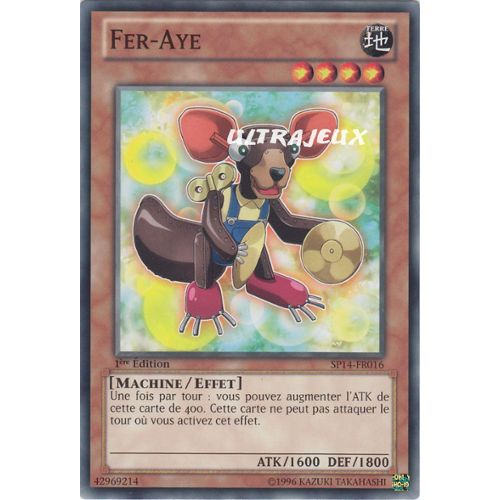 FER-AYE
TERRE
地
ULTRAJEUX
1ère ÉDITION
SP14-FR016
[MACHINE/EFFET]
Une fois par tour : vous pouvez augmenter l'ATK de
cette carte de 400. Cette carte ne peut pas attaquer le
tour où vous activez cet effet.
ATK/1600 DEF/1800
42969214
©1996 KAZUKI TAKAHASHI